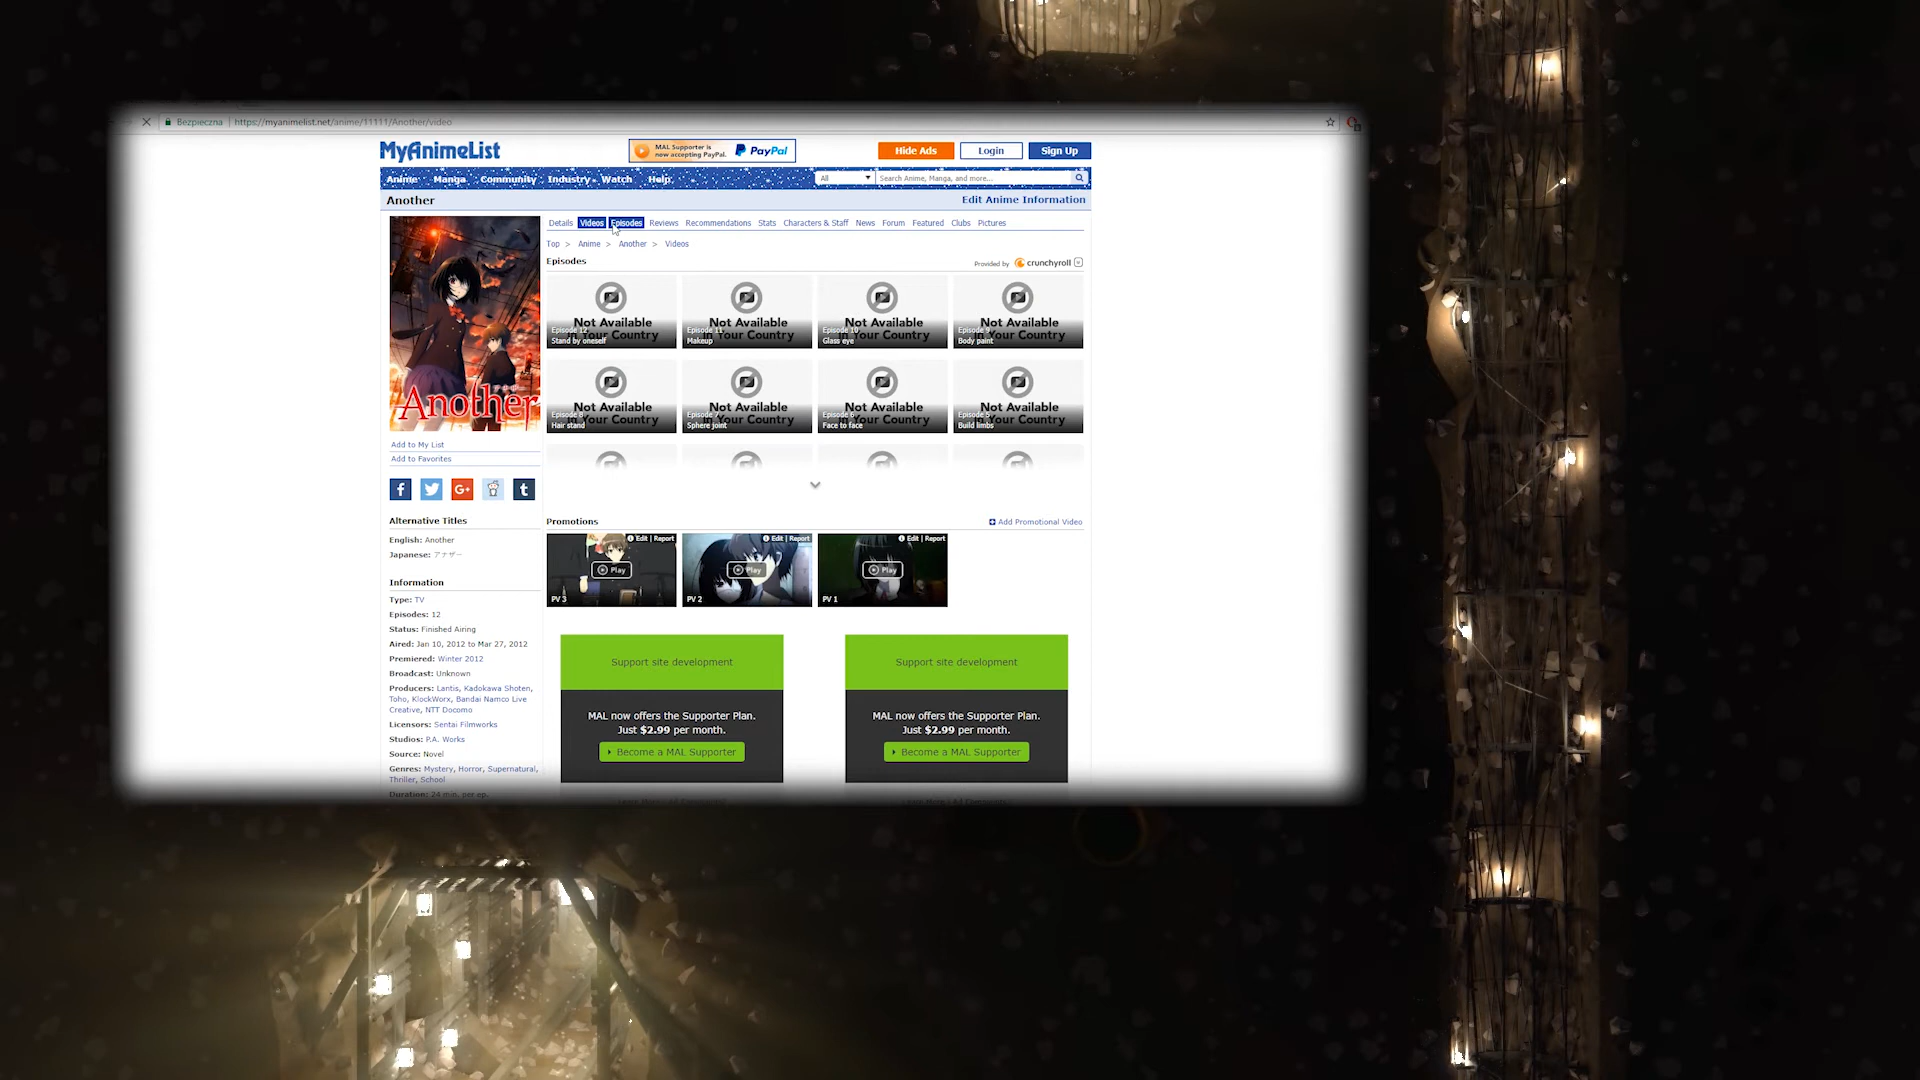 Bezpieczna | https://myanimelist.net/anime/11111/Another/video
MyAnimeList
MAL Supporter is
now accepting PayPal.
PayPal
Hide Ads
Login
Sign Up
Anime Manga Community Industry Watch Help
All
Search Anime, Manga, and more...
Another
Edit Anime Information
Details Videos Episodes Reviews Recommendations Stats Characters & Staff News Forum Featured Clubs Pictures
Top > Anime > Another > Videos
Episodes
Provided by crunchyroll
Not Available
in Your Country
Episode 12
Stand by oneself
Not Available
in Your Country
Episode 11
Makeup
Not Available
in Your Country
Episode 10
Glass eye
Not Available
in Your Country
Episode 9
Body paint
Not Available
in Your Country
Episode 8
Hair stand
Not Available
in Your Country
Episode 7
Sphere joint
Not Available
in Your Country
Episode 6
Face to face
Not Available
in Your Country
Episode 5
Build limbs
アナザー
Another
Add to My List
Add to Favorites
Promotions
Add Promotional Video
Edit | Report
Play
PV 3
Edit | Report
Play
PV 2
Edit | Report
Play
PV 1
Alternative Titles
English: Another
Japanese: アナザー
Information
Type: TV
Episodes: 12
Status: Finished Airing
Aired: Jan 10, 2012 to Mar 27, 2012
Premiered: Winter 2012
Broadcast: Unknown
Producers: Lantis, Kadokawa Shoten,
Toho, KlockWorx, Bandai Namco Live
Creative, NTT Docomo
Licensors: Sentai Filmworks
Studios: P.A. Works
Source: Novel
Genres: Mystery, Horror, Supernatural,
Thriller, School
Duration: 24 min. per ep.
Support site development
MAL now offers the Supporter Plan.
Just $2.99 per month.
Become a MAL Supporter
Support site development
MAL now offers the Supporter Plan.
Just $2.99 per month.
Become a MAL Supporter